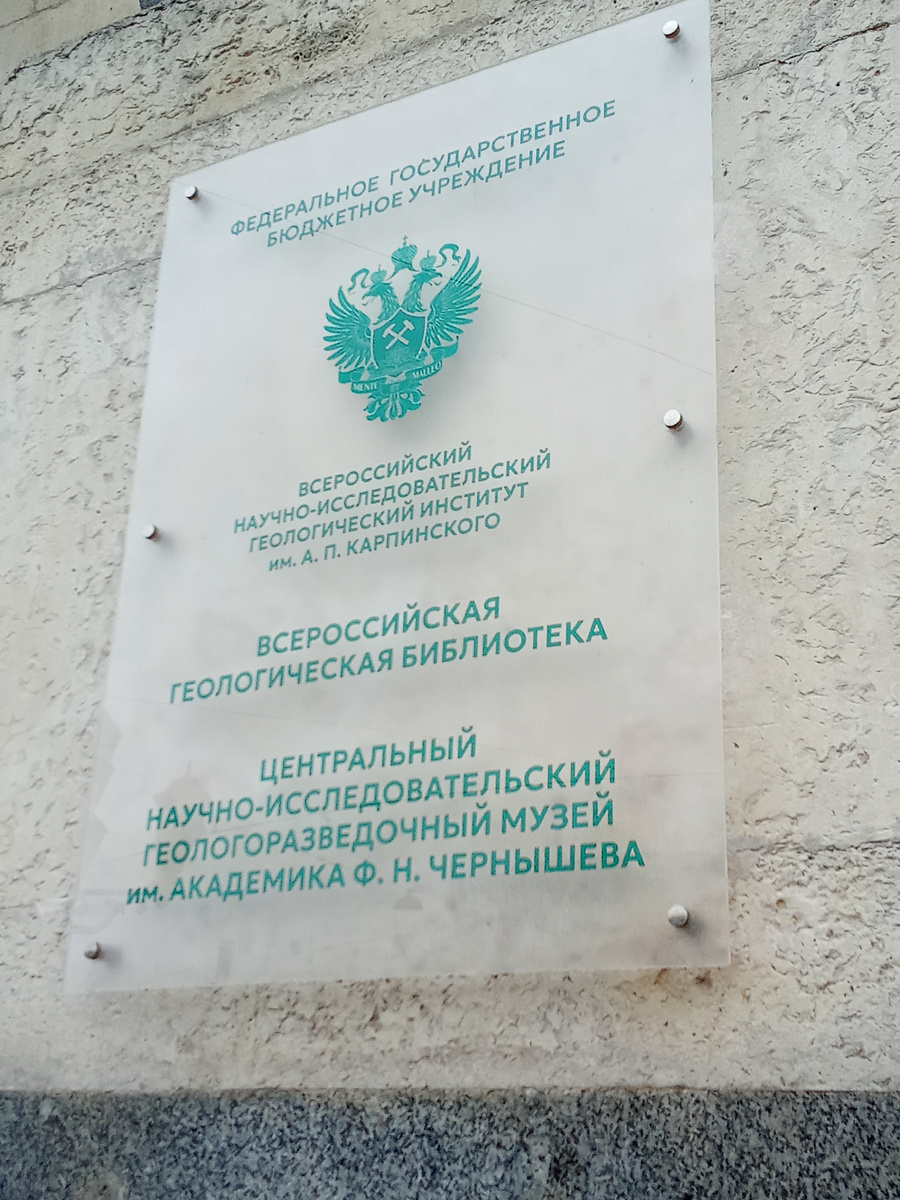 ФЕДЕРАЛЬНОЕ ГОСУДАРСТВЕННОЕ
БЮДЖЕТНОЕ УЧРЕЖДЕНИЕ
MENTE ET MALLEO
ВСЕРОССИЙСКИЙ
НАУЧНО-ИССЛЕДОВАТЕЛЬСКИЙ
ГЕОЛОГИЧЕСКИЙ ИНСТИТУТ
им. А. П. КАРПИНСКОГО
ВСЕРОССИЙСКАЯ
ГЕОЛОГИЧЕСКАЯ БИБЛИОТЕКА
ЦЕНТРАЛЬНЫЙ
НАУЧНО-ИССЛЕДОВАТЕЛЬСКИЙ
ГЕОЛОГОРАЗВЕДОЧНЫЙ МУЗЕЙ
им. АКАДЕМИКА Ф. Н. ЧЕРНЫШЕВА